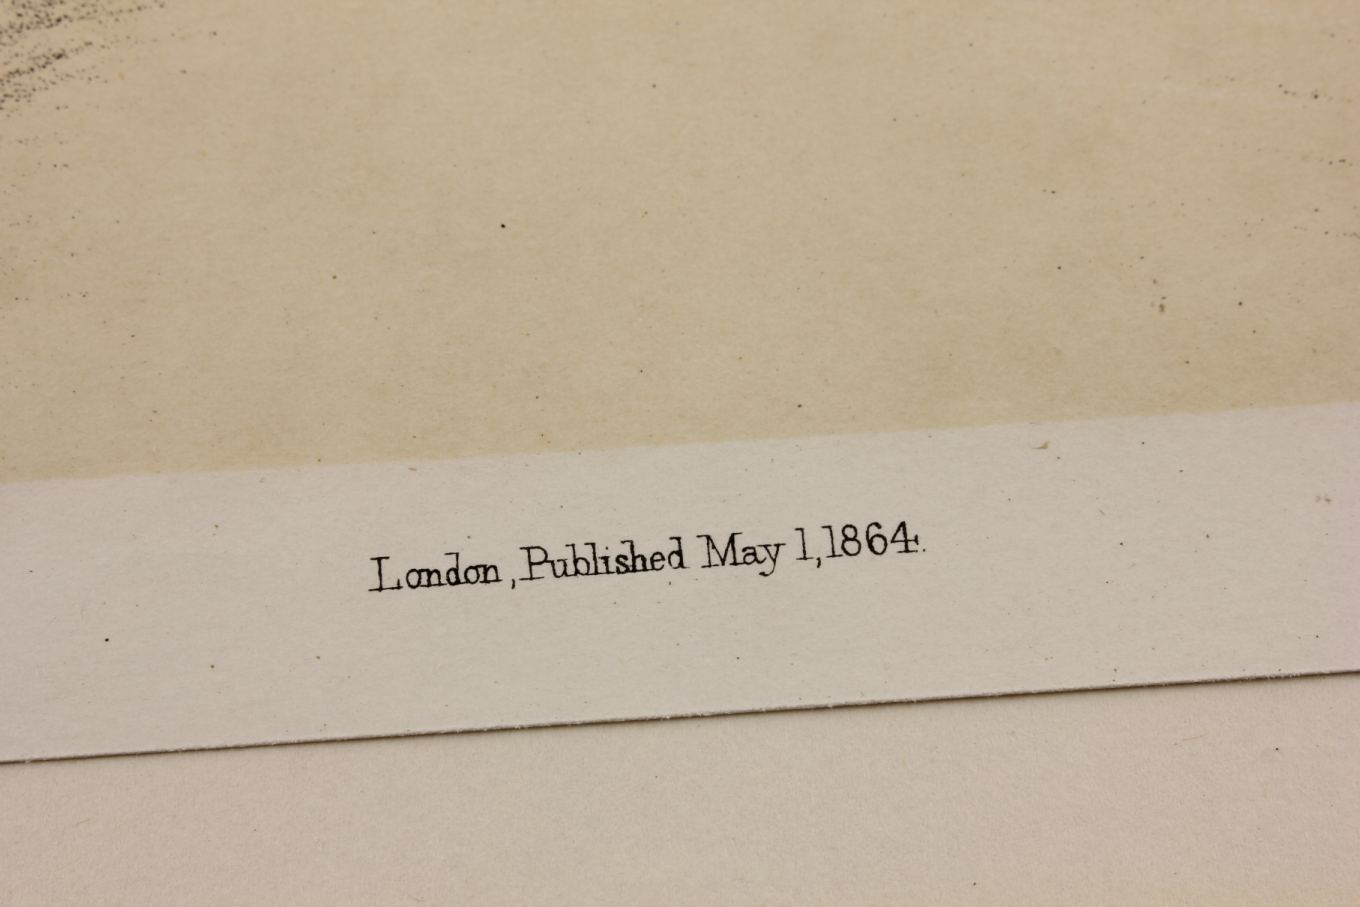 London, Published May 1, 1864.